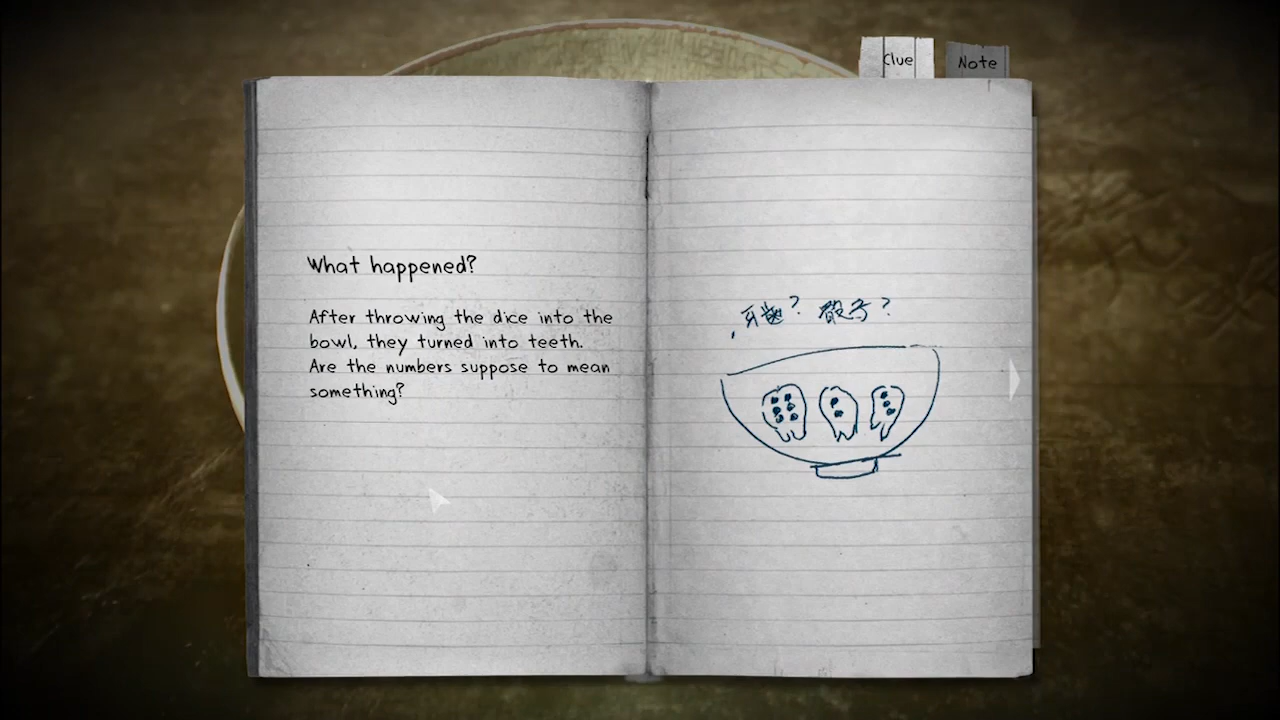 Clue
Note
What happened?
After throwing the dice into the
bowl, they turned into teeth.
Are the numbers suppose to mean
something?
牙齒? 骰子?